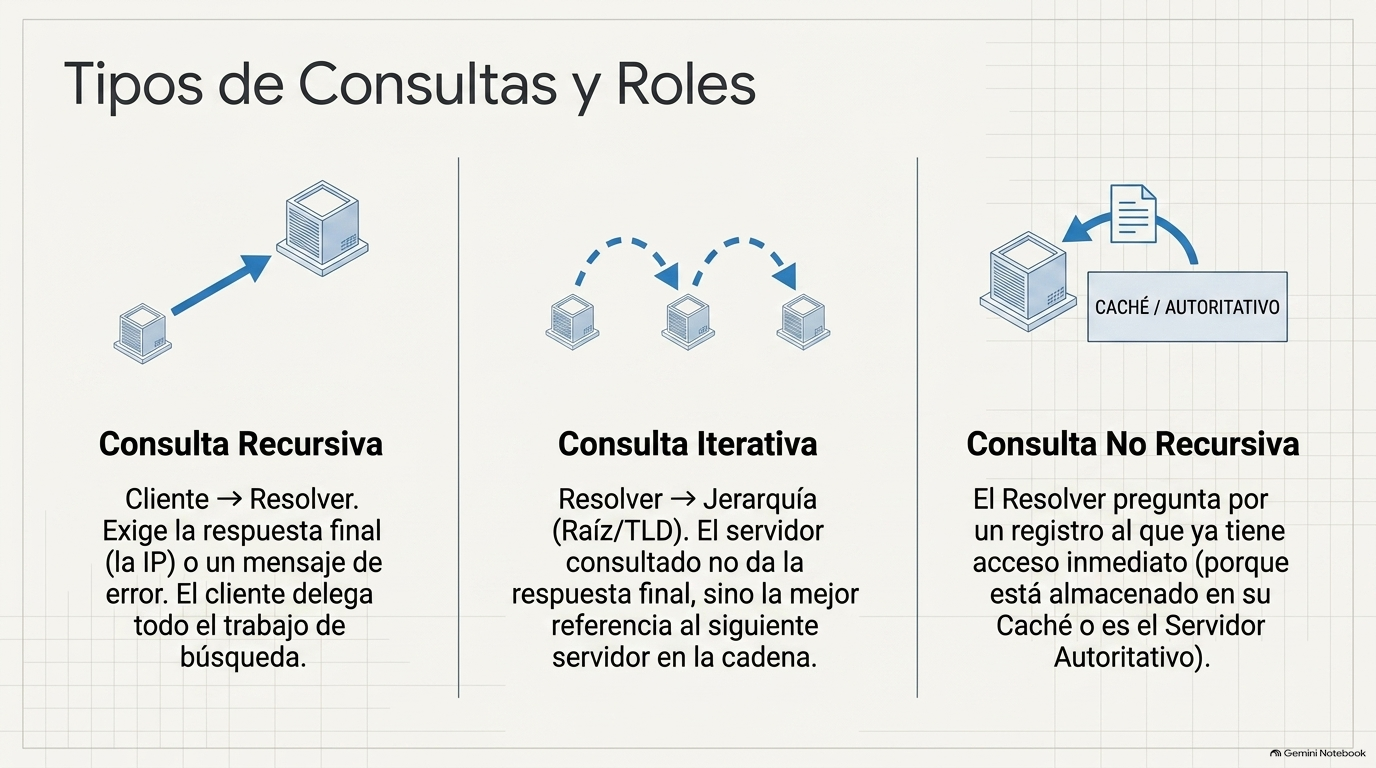 Tipos de Consultas y Roles
CACHÉ / AUTORITATIVO
Consulta Recursiva
Cliente → Resolver.
Exige la respuesta final
(la IP) o un mensaje de
error. El cliente delega
todo el trabajo de
búsqueda.
Consulta Iterativa
Resolver → Jerarquía
(Raíz/TLD). El servidor
consultado no da la
respuesta final, sino la mejor
referencia al siguiente
servidor en la cadena.
Consulta No Recursiva
El Resolver pregunta por
un registro al que ya tiene
acceso inmediato (porque
está almacenado en su
Caché o es el Servidor
Autoritativo).
Gemini Notebook